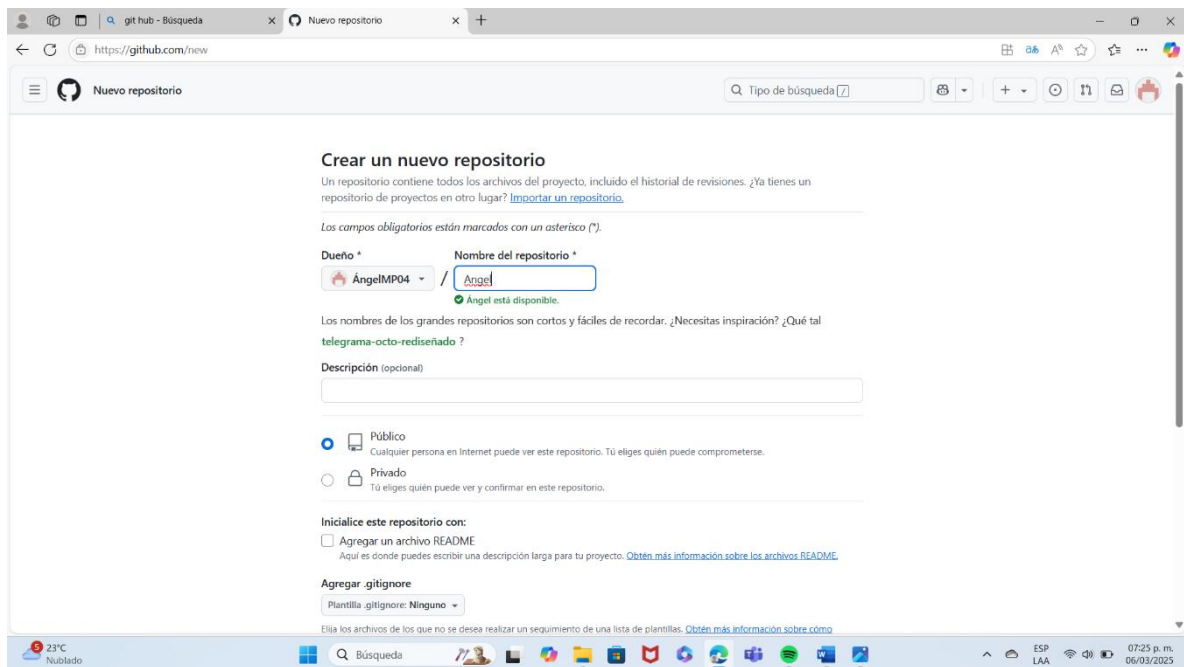 git hub - Búsqueda
Nuevo repositorio
https://github.com/new
Nuevo repositorio
Tipo de búsqueda /
Crear un nuevo repositorio
Un repositorio contiene todos los archivos del proyecto, incluido el historial de revisiones. ¿Ya tienes un
repositorio de proyectos en otro lugar? Importar un repositorio.
Los campos obligatorios están marcados con un asterisco (*).
Dueño *
Nombre del repositorio *
ÁngelMP04 /
Angel
Ángel está disponible.
Los nombres de los grandes repositorios son cortos y fáciles de recordar. ¿Necesitas inspiración? ¿Qué tal
telegrama-octo-rediseñado ?
Descripción (opcional)
Público
Cualquier persona en Internet puede ver este repositorio. Tú eliges quién puede comprometerse.
Privado
Tú eliges quién puede ver y confirmar en este repositorio.
Inicialice este repositorio con:
Agregar un archivo README
Aquí es donde puedes escribir una descripción larga para tu proyecto. Obtén más información sobre los archivos README.
Agregar .gitignore
Plantilla .gitignore: Ninguno
Elija los archivos de los que no se desea realizar un seguimiento de una lista de plantillas. Obtén más información sobre cómo
5
23°C
Nublado
Búsqueda
ESP
LAA
07:25 p. m.
06/03/2025